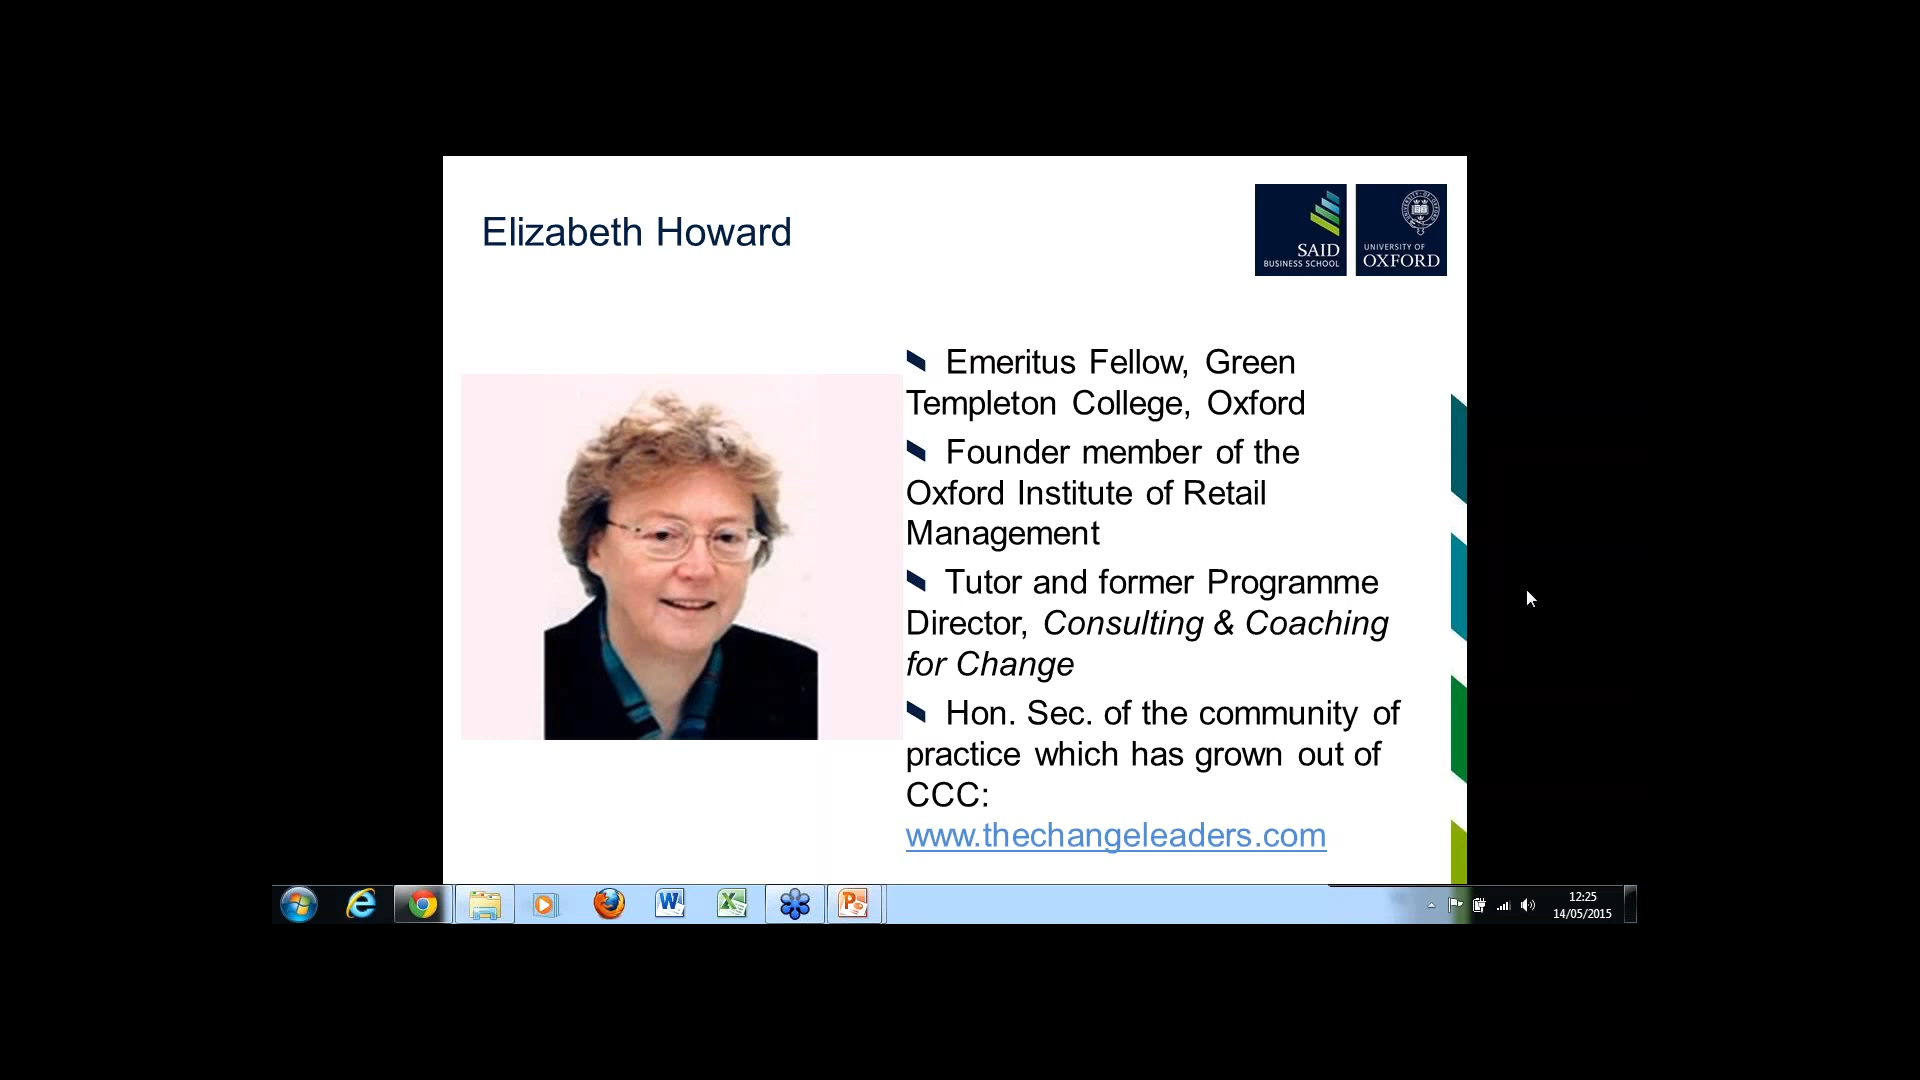 Elizabeth Howard
SAID
BUSINESS SCHOOL
UNIVERSITY OF
OXFORD
Emeritus Fellow, Green
Templeton College, Oxford
Founder member of the
Oxford Institute of Retail
Management
Tutor and former Programme
Director, Consulting & Coaching
for Change
Hon. Sec. of the community of
practice which has grown out of
CCC:
www.thechangeleaders.com
12:25
14/05/2015